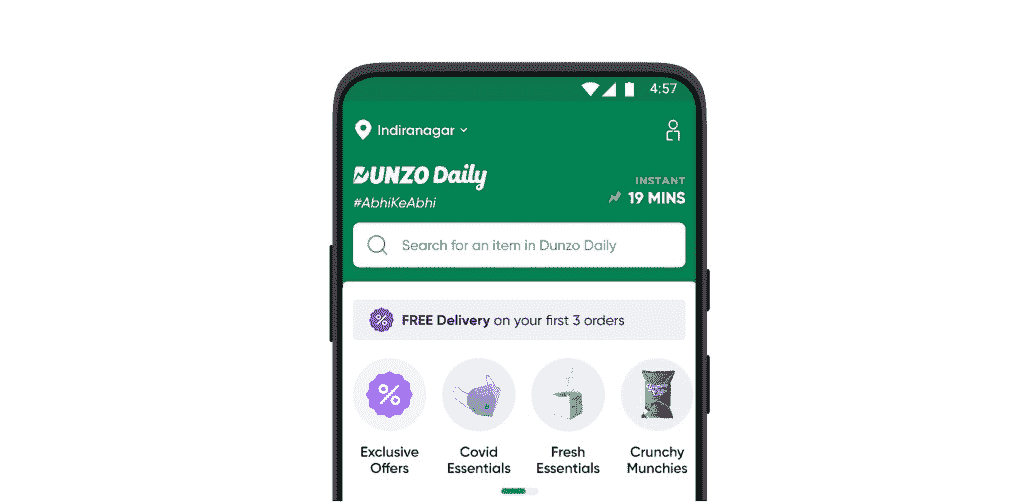 4:57
Indiranagar
DUNZO Daily
#AbhiKeAbhi
INSTANT
19 MINS
Search for an item in Dunzo Daily
FREE Delivery on your first 3 orders
Exclusive Offers
Covid Essentials
Fresh Essentials
Crunchy Munchies